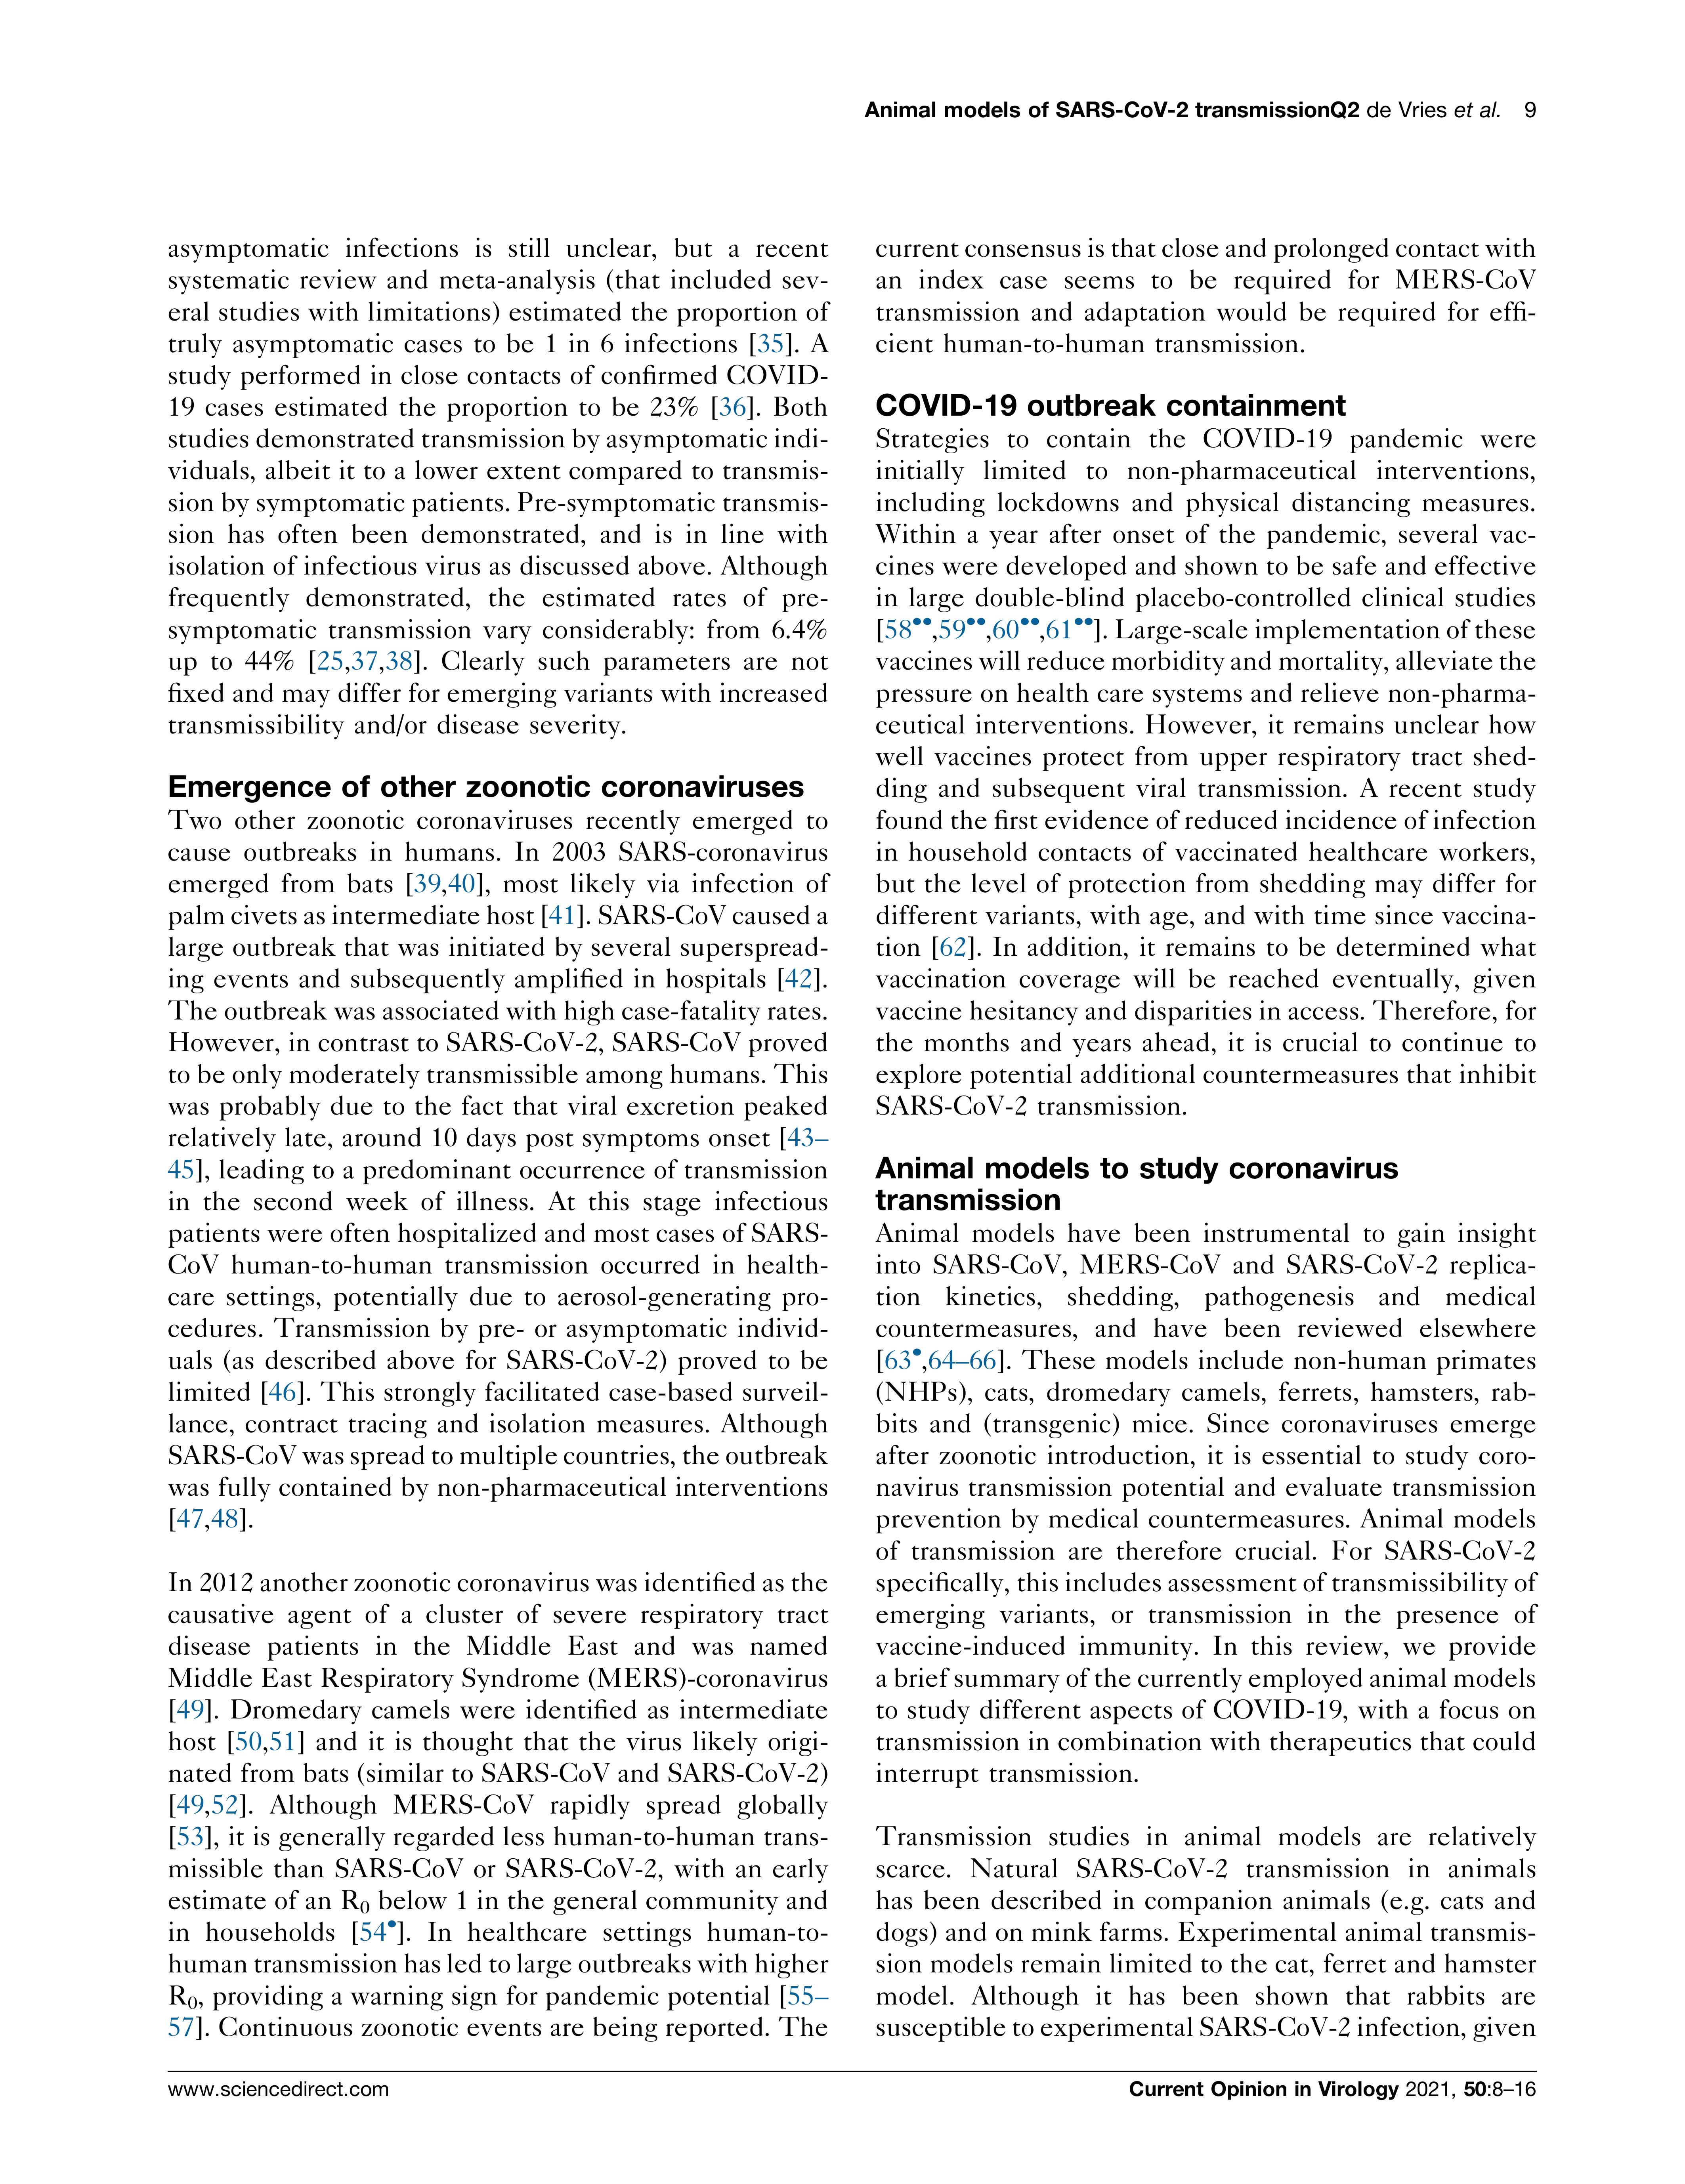 Animal models of SARS-CoV-2 transmissionQ2 de Vries et al. 9
asymptomatic infections is still unclear, but a recent
systematic review and meta-analysis (that included sev-
eral studies with limitations) estimated the proportion of
truly asymptomatic cases to be 1 in 6 infections [35]. A
study performed in close contacts of confirmed COVID-
19 cases estimated the proportion to be 23% [36]. Both
studies demonstrated transmission by asymptomatic indi-
viduals, albeit it to a lower extent compared to transmis-
sion by symptomatic patients. Pre-symptomatic transmis-
sion has often been demonstrated, and is in line with
isolation of infectious virus as discussed above. Although
frequently demonstrated, the estimated rates of pre-
symptomatic transmission vary considerably: from 6.4%
up to 44% [25,37,38]. Clearly such parameters are not
fixed and may differ for emerging variants with increased
transmissibility and/or disease severity.
Emergence of other zoonotic coronaviruses
Two other zoonotic coronaviruses recently emerged to
cause outbreaks in humans. In 2003 SARS-coronavirus
emerged from bats [39,40], most likely via infection of
palm civets as intermediate host [41]. SARS-CoV caused a
large outbreak that was initiated by several superspread-
ing events and subsequently amplified in hospitals [42].
The outbreak was associated with high case-fatality rates.
However, in contrast to SARS-CoV-2, SARS-CoV proved
to be only moderately transmissible among humans. This
was probably due to the fact that viral excretion peaked
relatively late, around 10 days post symptoms onset [43–
45], leading to a predominant occurrence of transmission
in the second week of illness. At this stage infectious
patients were often hospitalized and most cases of SARS-
CoV human-to-human transmission occurred in health-
care settings, potentially due to aerosol-generating pro-
cedures. Transmission by pre- or asymptomatic individ-
uals (as described above for SARS-CoV-2) proved to be
limited [46]. This strongly facilitated case-based surveil-
lance, contract tracing and isolation measures. Although
SARS-CoV was spread to multiple countries, the outbreak
was fully contained by non-pharmaceutical interventions
[47,48].
In 2012 another zoonotic coronavirus was identified as the
causative agent of a cluster of severe respiratory tract
disease patients in the Middle East and was named
Middle East Respiratory Syndrome (MERS)-coronavirus
[49]. Dromedary camels were identified as intermediate
host [50,51] and it is thought that the virus likely origi-
nated from bats (similar to SARS-CoV and SARS-CoV-2)
[49,52]. Although MERS-CoV rapidly spread globally
[53], it is generally regarded less human-to-human trans-
missible than SARS-CoV or SARS-CoV-2, with an early
estimate of an R0 below 1 in the general community and
in households [54•]. In healthcare settings human-to-
human transmission has led to large outbreaks with higher
R0, providing a warning sign for pandemic potential [55–
57]. Continuous zoonotic events are being reported. The
current consensus is that close and prolonged contact with
an index case seems to be required for MERS-CoV
transmission and adaptation would be required for effi-
cient human-to-human transmission.
COVID-19 outbreak containment
Strategies to contain the COVID-19 pandemic were
initially limited to non-pharmaceutical interventions,
including lockdowns and physical distancing measures.
Within a year after onset of the pandemic, several vac-
cines were developed and shown to be safe and effective
in large double-blind placebo-controlled clinical studies
[58••,59••,60••,61••]. Large-scale implementation of these
vaccines will reduce morbidity and mortality, alleviate the
pressure on health care systems and relieve non-pharma-
ceutical interventions. However, it remains unclear how
well vaccines protect from upper respiratory tract shed-
ding and subsequent viral transmission. A recent study
found the first evidence of reduced incidence of infection
in household contacts of vaccinated healthcare workers,
but the level of protection from shedding may differ for
different variants, with age, and with time since vaccina-
tion [62]. In addition, it remains to be determined what
vaccination coverage will be reached eventually, given
vaccine hesitancy and disparities in access. Therefore, for
the months and years ahead, it is crucial to continue to
explore potential additional countermeasures that inhibit
SARS-CoV-2 transmission.
Animal models to study coronavirus
transmission
Animal models have been instrumental to gain insight
into SARS-CoV, MERS-CoV and SARS-CoV-2 replica-
tion kinetics, shedding, pathogenesis and medical
countermeasures, and have been reviewed elsewhere
[63•,64–66]. These models include non-human primates
(NHPs), cats, dromedary camels, ferrets, hamsters, rab-
bits and (transgenic) mice. Since coronaviruses emerge
after zoonotic introduction, it is essential to study coro-
navirus transmission potential and evaluate transmission
prevention by medical countermeasures. Animal models
of transmission are therefore crucial. For SARS-CoV-2
specifically, this includes assessment of transmissibility of
emerging variants, or transmission in the presence of
vaccine-induced immunity. In this review, we provide
a brief summary of the currently employed animal models
to study different aspects of COVID-19, with a focus on
transmission in combination with therapeutics that could
interrupt transmission.
Transmission studies in animal models are relatively
scarce. Natural SARS-CoV-2 transmission in animals
has been described in companion animals (e.g. cats and
dogs) and on mink farms. Experimental animal transmis-
sion models remain limited to the cat, ferret and hamster
model. Although it has been shown that rabbits are
susceptible to experimental SARS-CoV-2 infection, given
www.sciencedirect.com
Current Opinion in Virology 2021, 50:8–16